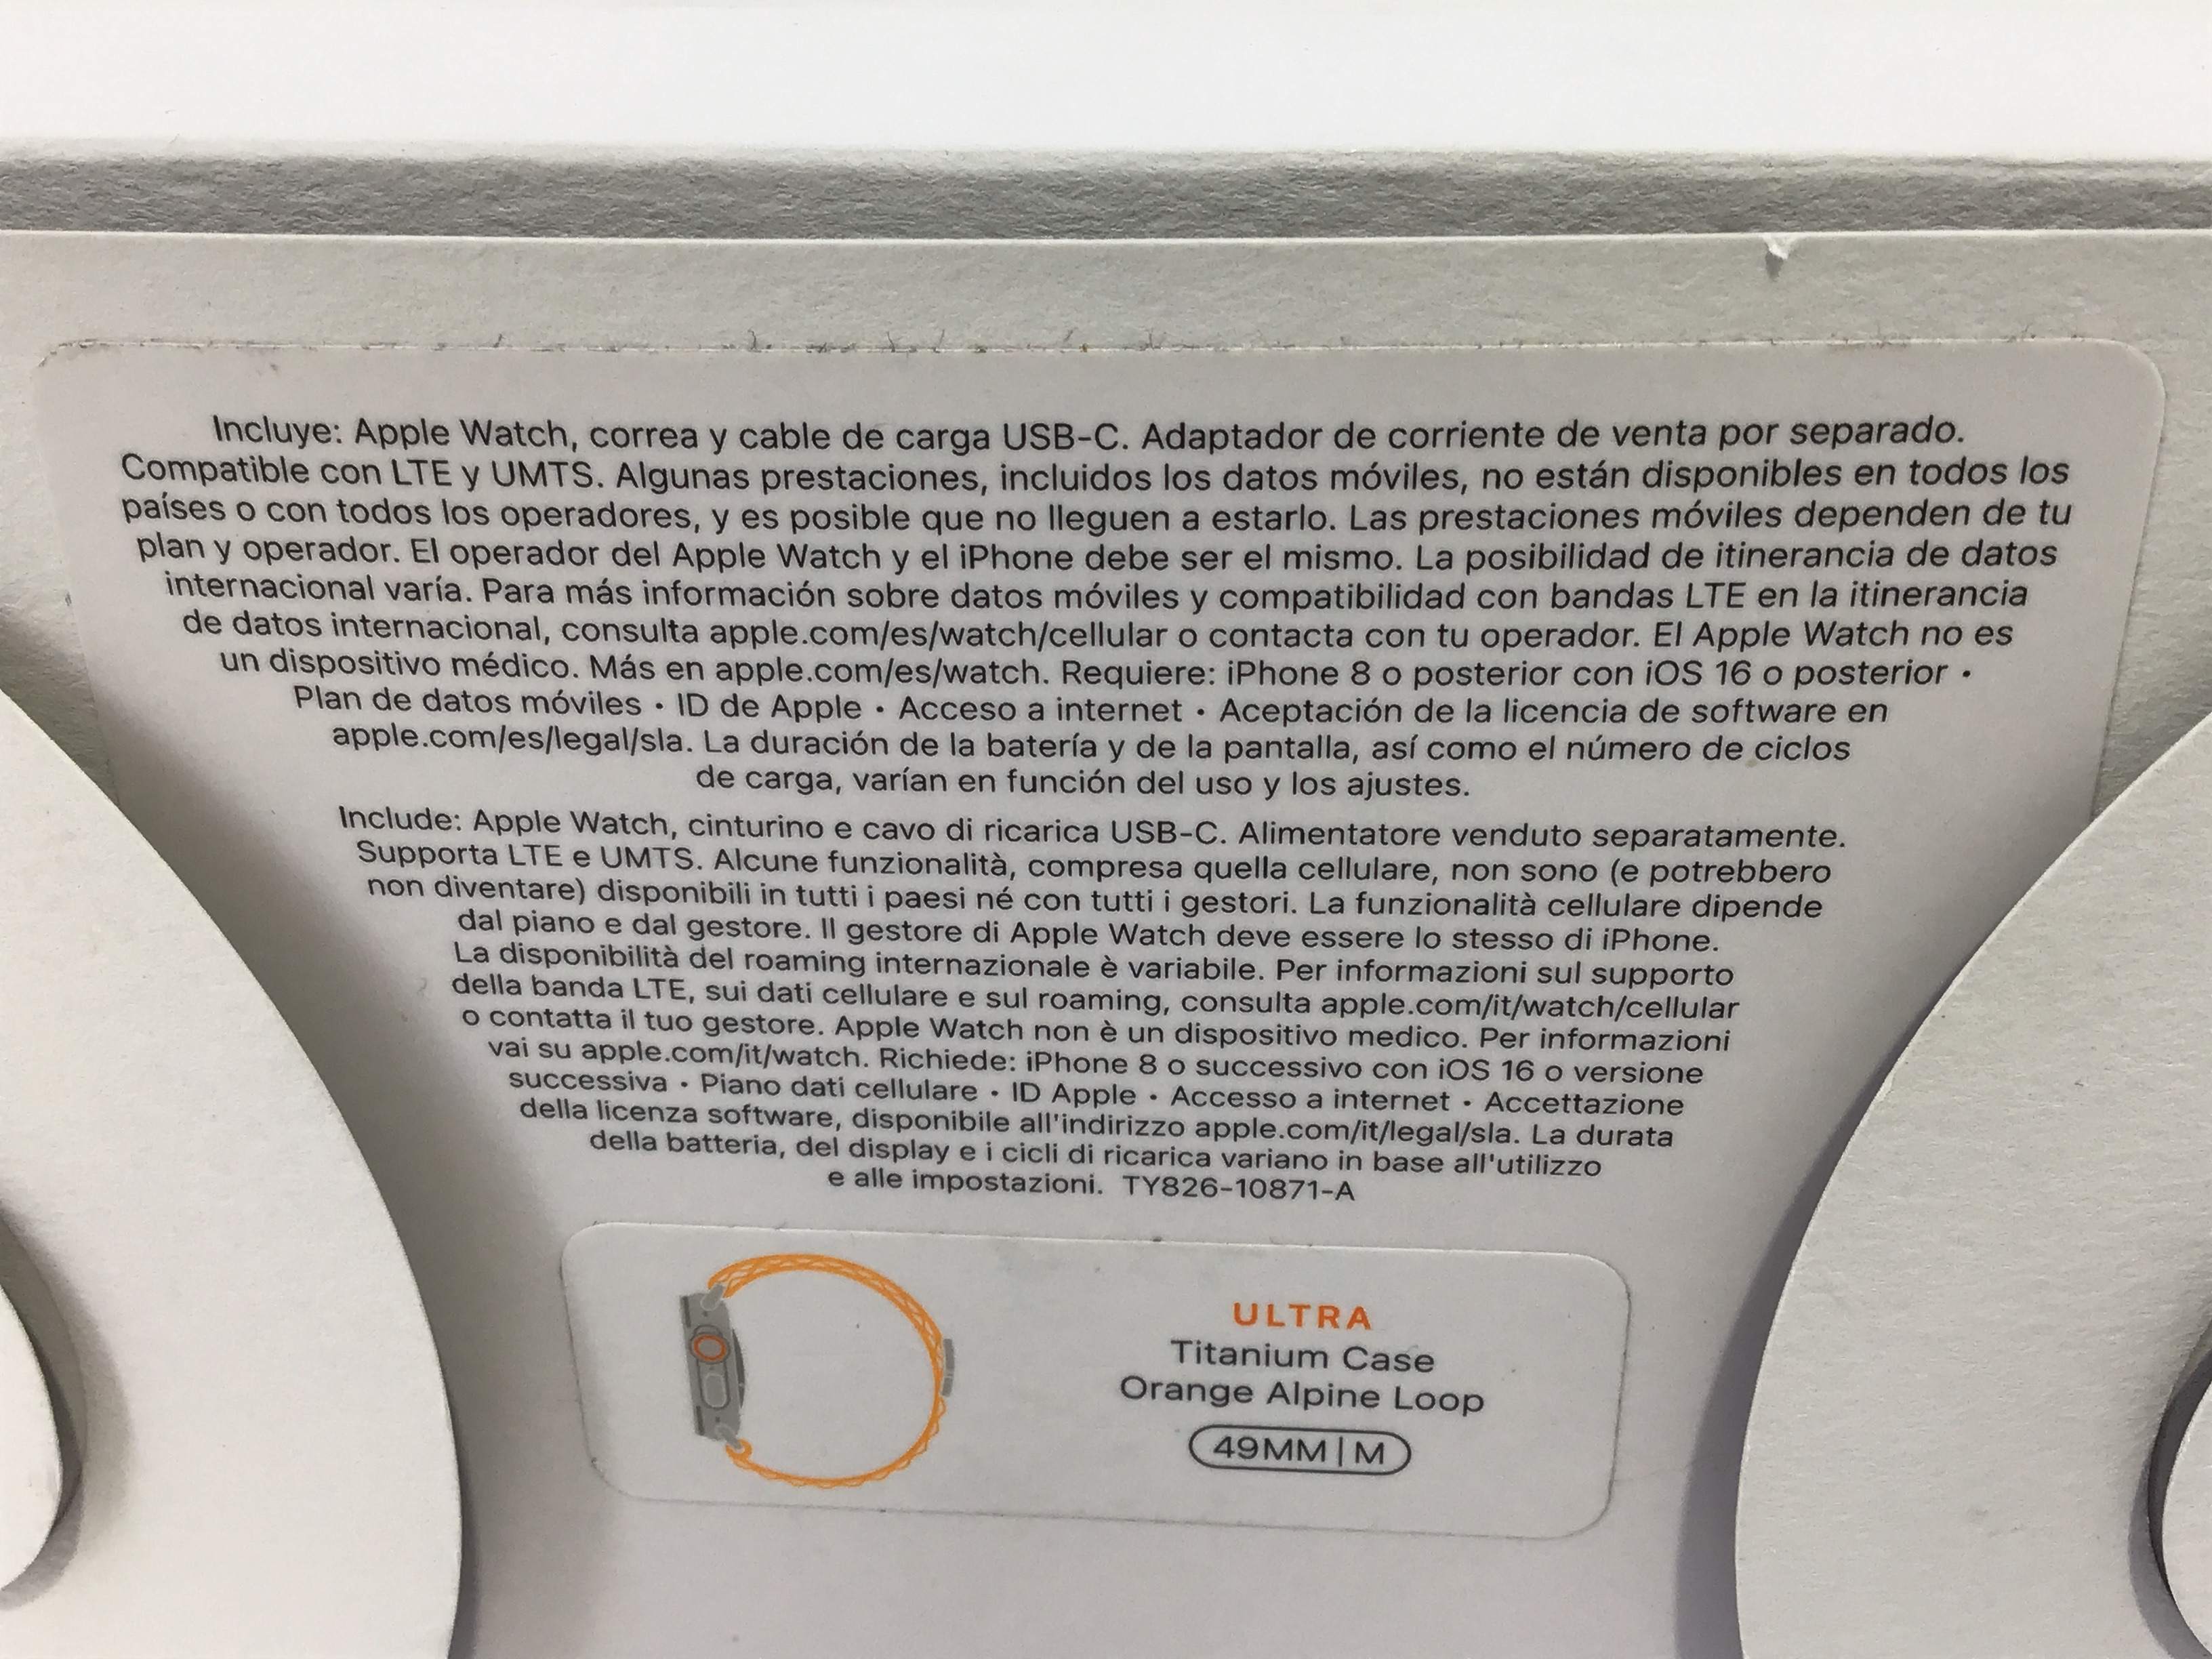 Incluye: Apple Watch, correa y cable de carga USB-C. Adaptador de corriente de venta por separado.
Compatible con LTE y UMTS. Algunas prestaciones, incluidos los datos móviles, no están disponibles en todos los
países o con todos los operadores, y es posible que no lleguen a estarlo. Las prestaciones móviles dependen de tu
plan y operador. El operador del Apple Watch y el iPhone debe ser el mismo. La posibilidad de itinerancia de datos
internacional varía. Para más información sobre datos móviles y compatibilidad con bandas LTE en la itinerancia
de datos internacional, consulta apple.com/es/watch/cellular o contacta con tu operador. El Apple Watch no es
un dispositivo médico. Más en apple.com/es/watch. Requiere: iPhone 8 o posterior con iOS 16 o posterior •
Plan de datos móviles • ID de Apple • Acceso a internet • Aceptación de la licencia de software en
apple.com/es/legal/sla. La duración de la batería y de la pantalla, así como el número de ciclos
de carga, varían en función del uso y los ajustes.
Include: Apple Watch, cinturino e cavo di ricarica USB-C. Alimentatore venduto separatamente.
Supporta LTE e UMTS. Alcune funzionalità, compresa quella cellulare, non sono (e potrebbero
non diventare) disponibili in tutti i paesi né con tutti i gestori. La funzionalità cellulare dipende
dal piano e dal gestore. Il gestore di Apple Watch deve essere lo stesso di iPhone.
La disponibilità del roaming internazionale è variabile. Per informazioni sul supporto
della banda LTE, sui dati cellulare e sul roaming, consulta apple.com/it/watch/cellular
o contatta il tuo gestore. Apple Watch non è un dispositivo medico. Per informazioni
vai su apple.com/it/watch. Richiede: iPhone 8 o successivo con iOS 16 o versione
successiva • Piano dati cellulare • ID Apple • Accesso a internet • Accettazione
della licenza software, disponibile all'indirizzo apple.com/it/legal/sla. La durata
della batteria, del display e i cicli di ricarica variano in base all'utilizzo
e alle impostazioni. TY826-10871-A
ULTRA
Titanium Case
Orange Alpine Loop
49MM | M